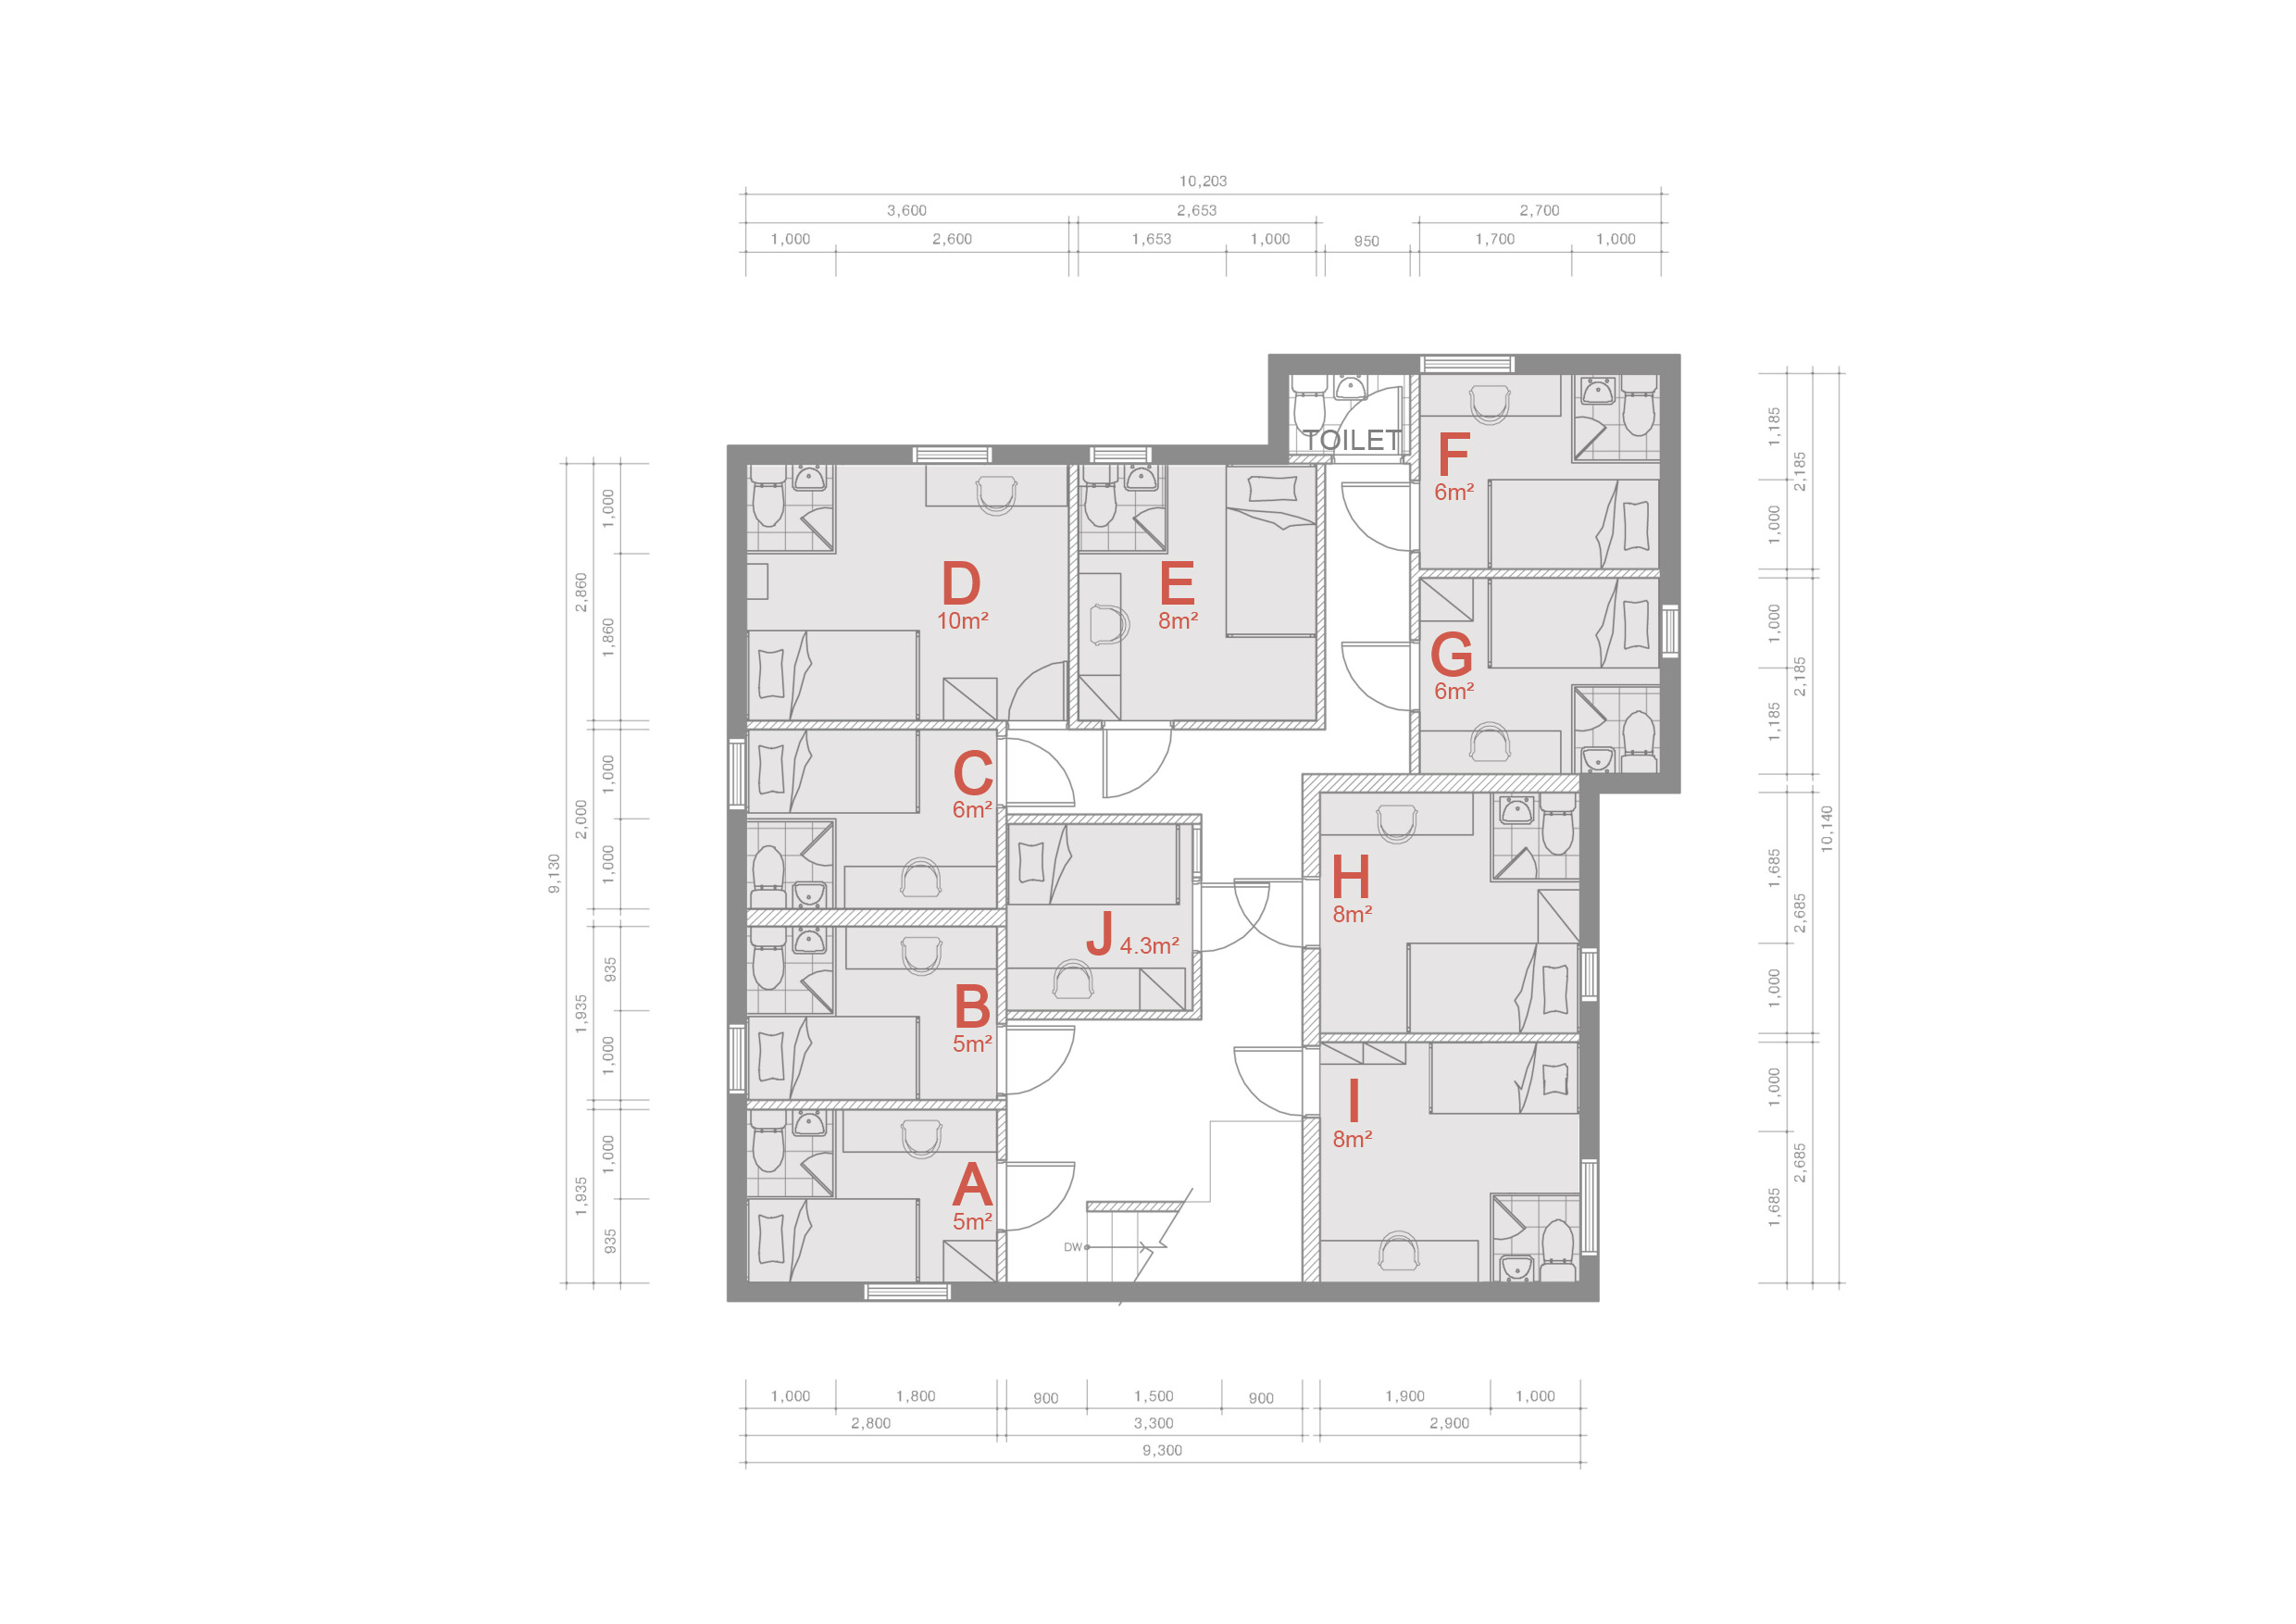 10,203
3,600 2,653 2,700
1,000 2,600 1,653 1,000 950 1,700 1,000
TOILET
F
6m²
D
10m²
E
8m²
G
6m²
C
6m²
H
8m²
J 4.3m²
B
5m²
I
8m²
A
5m²
DW
9,130
2,860
2,000
1,935
1,935
1,000
1,860
1,000
1,000
935
1,000
1,000
935
1,185
1,000
1,000
1,185
1,685
1,000
1,000
1,685
2,185
2,185
2,685
2,685
10,140
1,000 1,800 900 1,500 900 1,900 1,000
2,800 3,300 2,900
9,300